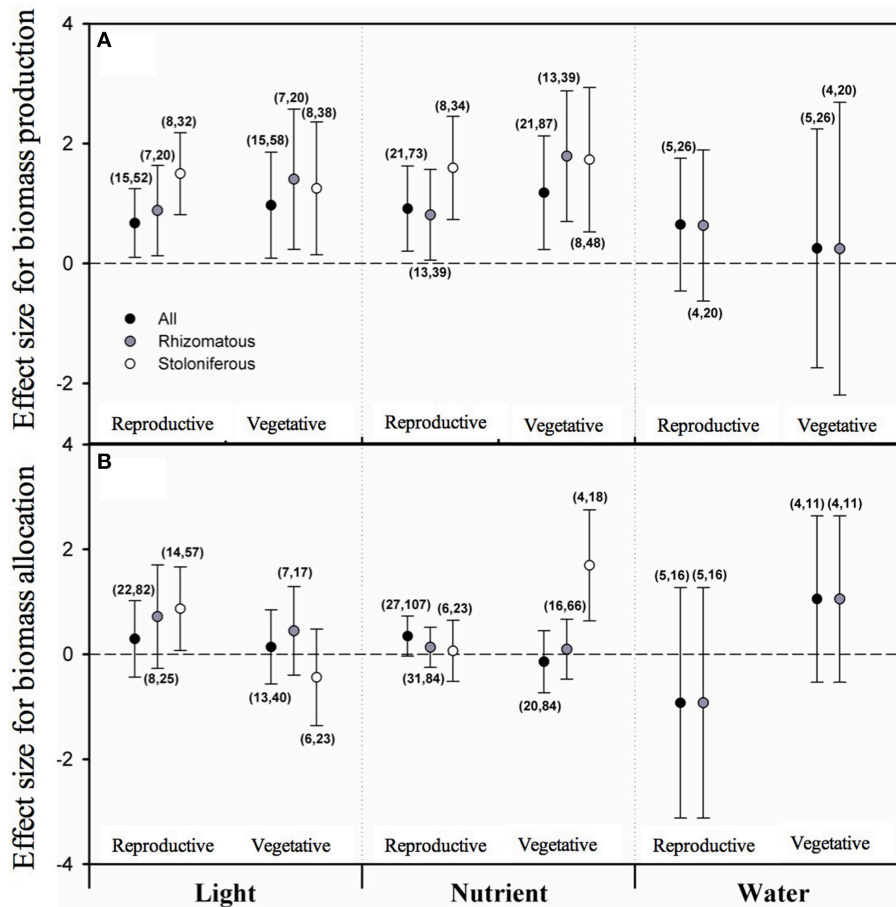 Effect size for biomass production
4
2
0
-2
A
(15,52)
(7,20)
(8,32)
(15,58)
(7,20)
(8,38)
(21,73)
(13,39)
(8,34)
(21,87)
(13,39)
(8,48)
(5,26)
(4,20)
(5,26)
(4,20)
All
Rhizomatous
Stoloniferous
Reproductive
Vegetative
Reproductive
Vegetative
Reproductive
Vegetative
Effect size for biomass allocation
4
2
0
-2
-4
B
(22,82)
(8,25)
(14,57)
(13,40)
(7,17)
(6,23)
(27,107)
(31,84)
(6,23)
(20,84)
(16,66)
(4,18)
(5,16)
(5,16)
(4,11)
(4,11)
Reproductive
Vegetative
Reproductive
Vegetative
Reproductive
Vegetative
Light
Nutrient
Water